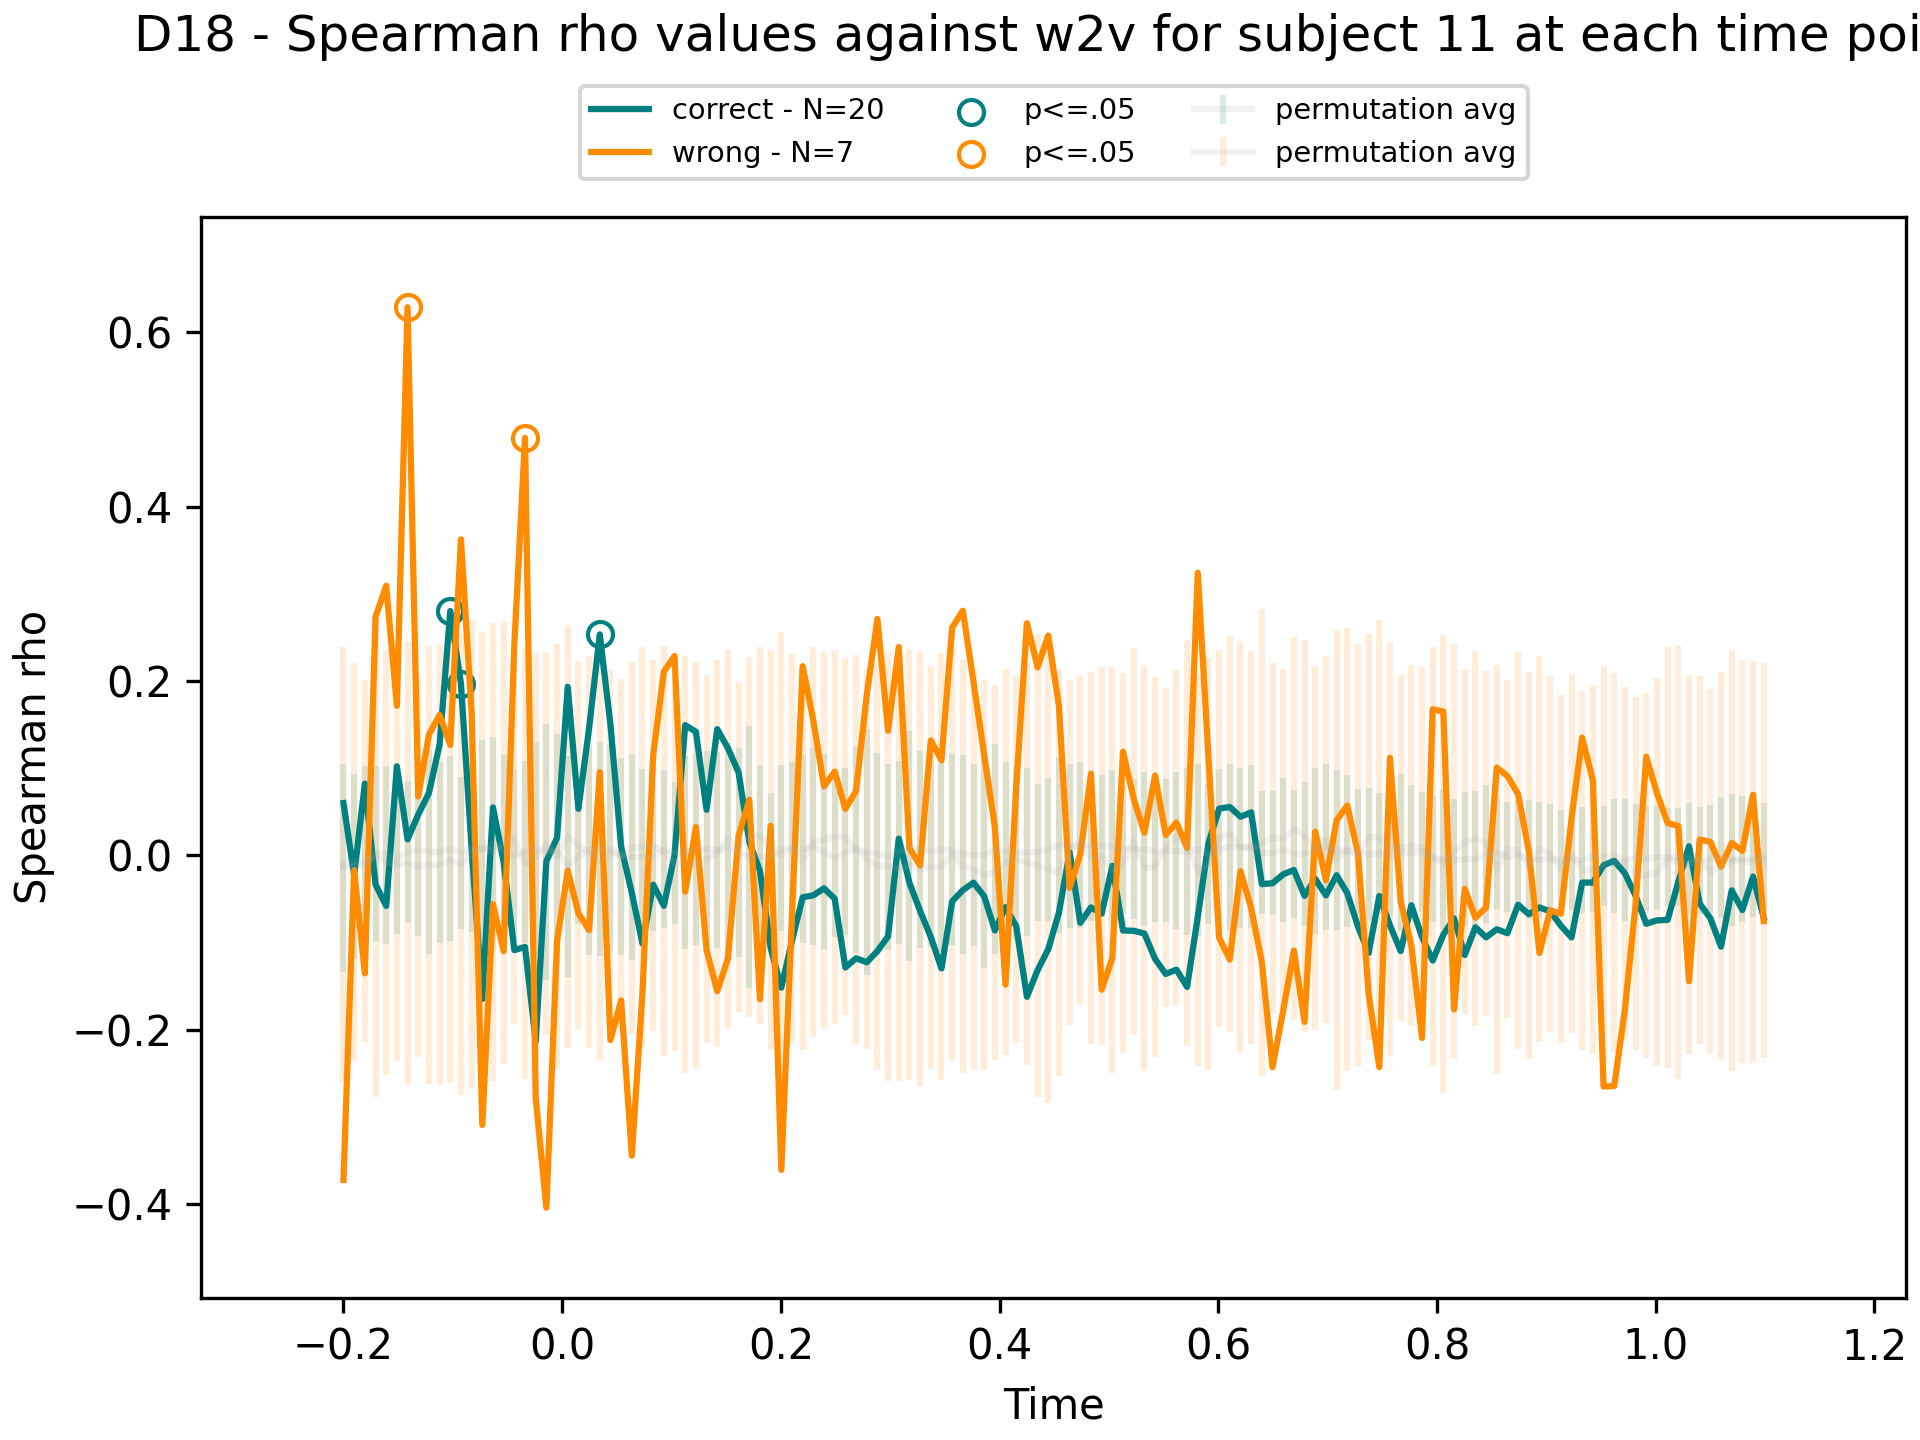 D18 - Spearman rho values against w2v for subject 11 at each time poi
correct - N=20
wrong - N=7
p<=.05
p<=.05
permutation avg
permutation avg
Spearman rho
0.6
0.4
0.2
0.0
−0.2
−0.4
−0.2 0.0 0.2 0.4 0.6 0.8 1.0 1.2
Time